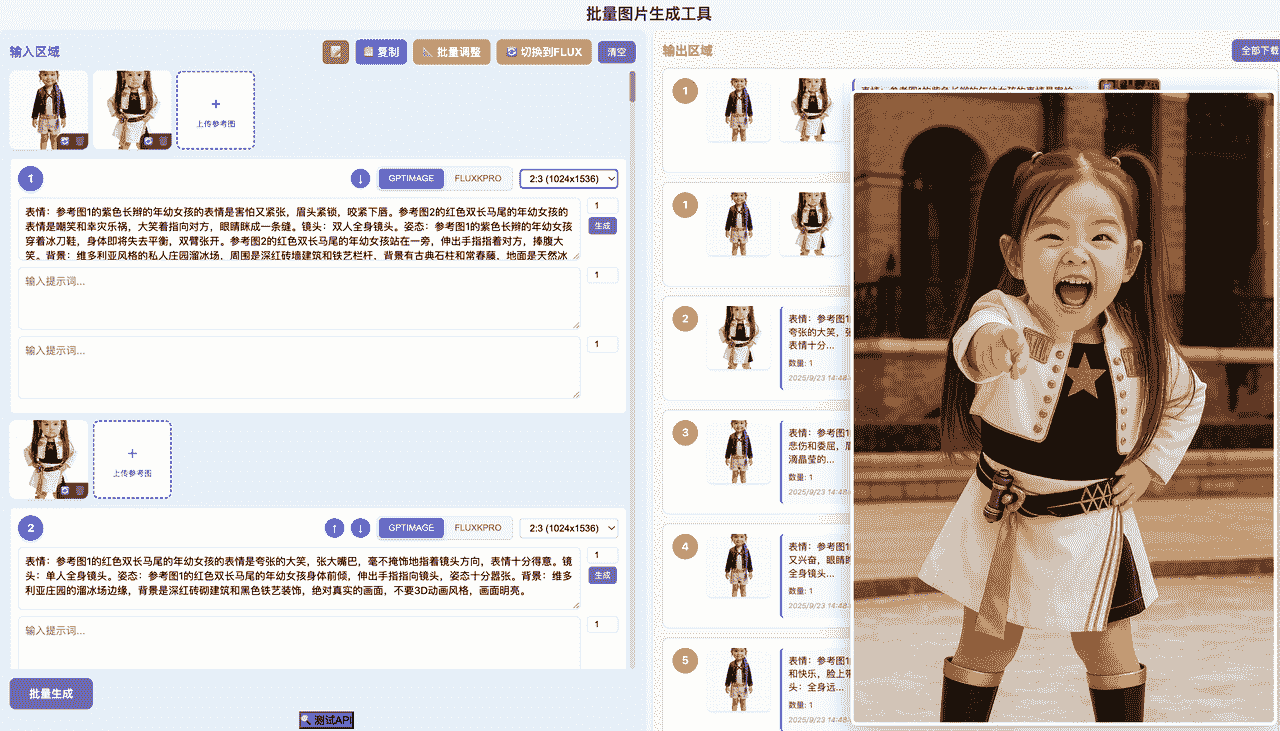 批量图片生成工具
输入区域
复制
批量调整
切换到FLUX
清空
+
上传参考图
1
↓
GPTIMAGE
FLUXKPRO
2:3 (1024x1536)
表情：参考图1的紫色长辫的年幼女孩的表情是害怕又紧张，眉头紧锁，咬紧下唇。参考图2的红色双长马尾的年幼女孩的
表情是嘲笑和幸灾乐祸，大笑着指向对方，眼睛眯成一条缝。镜头：双人全身镜头。姿态：参考图1的紫色长辫的年幼女孩
穿着冰刀鞋，身体即将失去平衡，双臂张开。参考图2的红色双长马尾的年幼女孩站在一旁，伸出手指指着对方，捧腹大
笑。背景：维多利亚风格的私人庄园溜冰场，周围是深红砖墙建筑和铁艺栏杆，背景有古典石柱和常春藤，地面是天然冰
1
生成
输入提示词...
1
输入提示词...
1
+
上传参考图
2
↑
↓
GPTIMAGE
FLUXKPRO
2:3 (1024x1536)
表情：参考图1的红色双长马尾的年幼女孩的表情是夸张的大笑，张大嘴巴，毫不掩饰地指着镜头方向，表情十分得意。镜
头：单人全身镜头。姿态：参考图1的红色双长马尾的年幼女孩身体前倾，伸出手指指向镜头，姿态十分嚣张。背景：维多
利亚庄园的溜冰场边缘，背景是深红砖砌建筑和黑色铁艺装饰，绝对真实的画面，不要3D动画风格，画面明亮。
1
生成
输入提示词...
1
批量生成
测试API
输出区域
全部下载
1
1
2
表情：参考图1
夸张的大笑，张
表情十分...
数量: 1
2025/9/23 14:48:
3
表情：参考图1
悲伤和委屈，眉
滴晶莹的...
数量: 1
2025/9/23 14:48:
4
表情：参考图1
又兴奋，眼睛
全身镜头...
数量: 1
2025/9/23 14:48:
5
表情：参考图1
和快乐，脸上带
头：全身远...
数量: 1
2025/9/23 14:48: